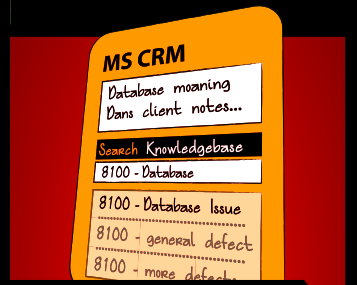 MS CRM
Database moaning
Dans client notes...
Search Knowledgebase
8100 - Database
8100 - Database Issue
8100 - general defect
8100 - more defects